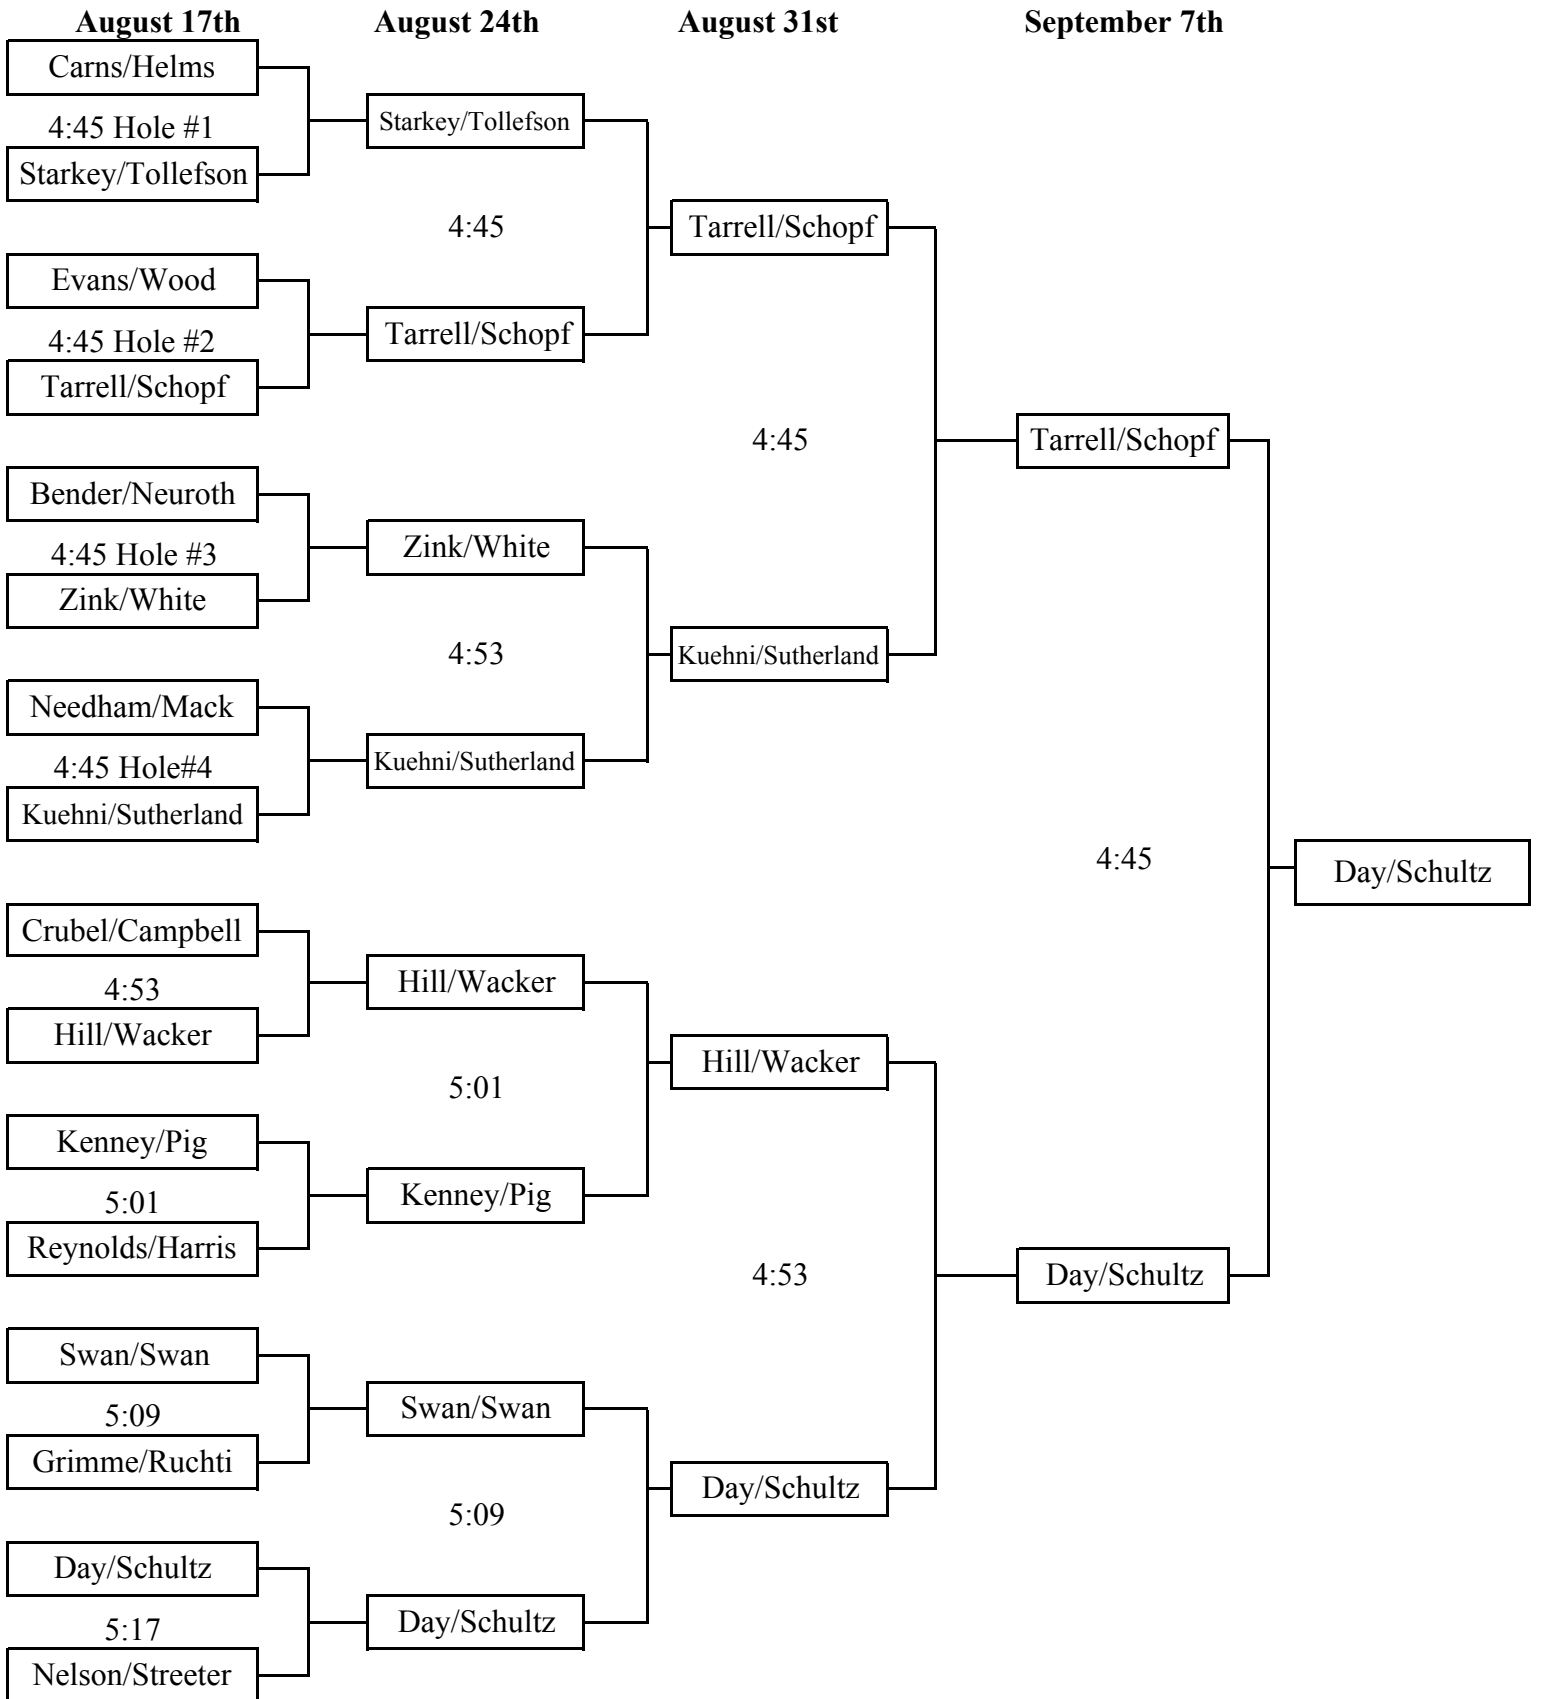 August 17th
August 24th
August 31st
September 7th
Carns/Helms
4:45 Hole #1
Starkey/Tollefson
Evans/Wood
4:45 Hole #2
Tarrell/Schopf
Bender/Neuroth
4:45 Hole #3
Zink/White
Needham/Mack
4:45 Hole#4
Kuehni/Sutherland
Crubel/Campbell
4:53
Hill/Wacker
Kenney/Pig
5:01
Reynolds/Harris
Swan/Swan
5:09
Grimme/Ruchti
Day/Schultz
5:17
Nelson/Streeter
Starkey/Tollefson
4:45
Tarrell/Schopf
Zink/White
4:53
Kuehni/Sutherland
Hill/Wacker
5:01
Kenney/Pig
Swan/Swan
5:09
Day/Schultz
Tarrell/Schopf
4:45
Kuehni/Sutherland
Hill/Wacker
4:53
Day/Schultz
Tarrell/Schopf
4:45
Day/Schultz
Day/Schultz